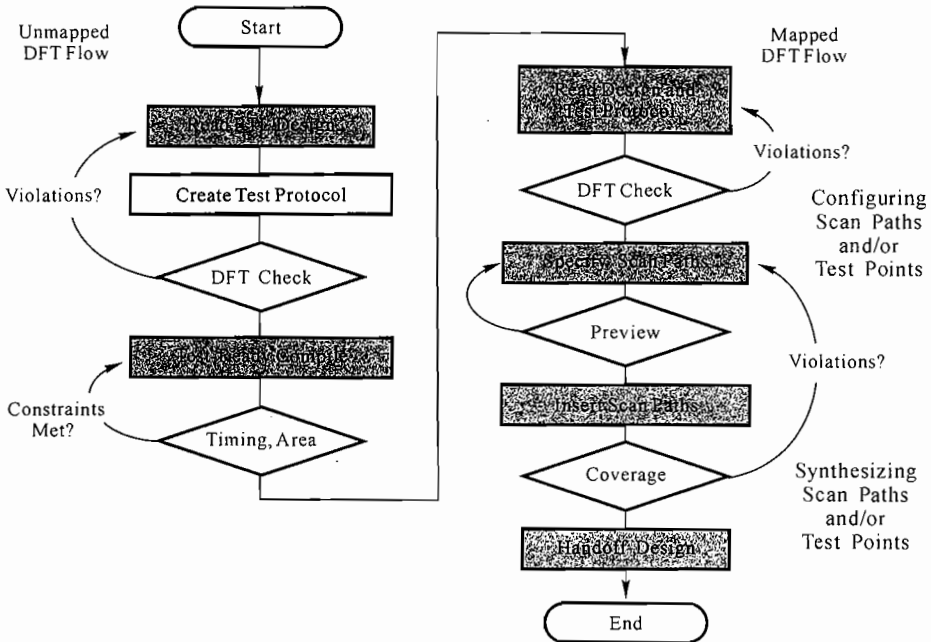 Unmapped
DFT Flow
Start
Read
Design
Violations?
Create Test Protocol
DFT Check
Test-Ready Compile
Constraints
Met?
Timing, Area
Mapped
DFT Flow
Read Design and
Test Protocol
Violations?
DFT Check
Configuring
Scan Paths
and/or
Test Points
Specify Scan Paths
Preview
Violations?
Insert Scan Paths
Coverage
Synthesizing
Scan Paths
and/or
Test Points
Handoff Design
End